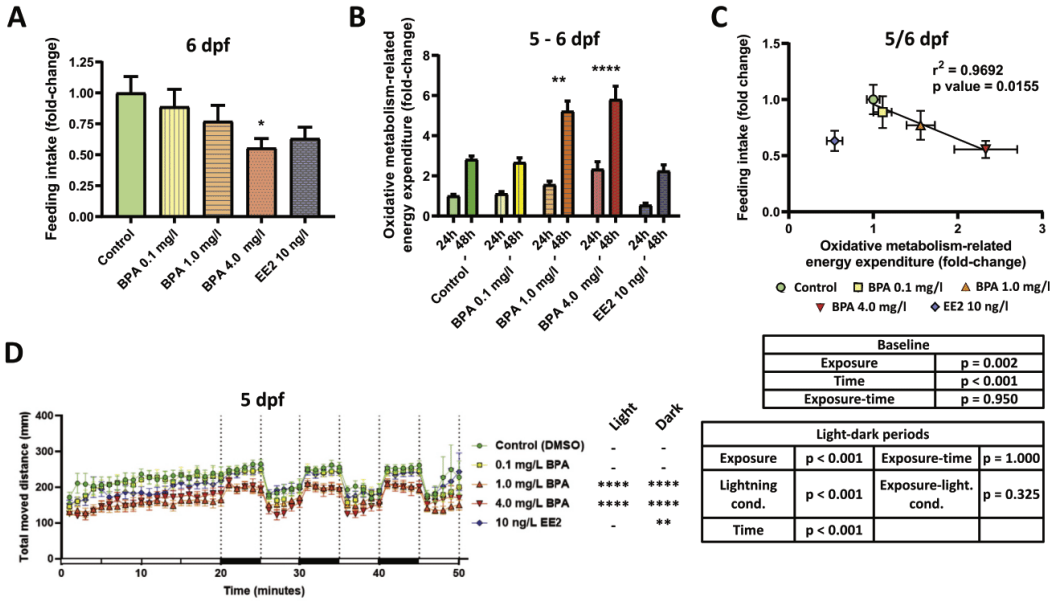 A
6 dpf
Feeding intake (fold-change)
1.25
1.00
0.75
0.50
0.25
0.00
*
Control
BPA 0.1 mg/l
BPA 1.0 mg/l
BPA 4.0 mg/l
EE2 10 ng/l
B
5 - 6 dpf
Oxidative metabolism-related
energy expenditure (fold-change)
8
6
4
2
0
**
****
24h
48h
24h
48h
24h
48h
24h
48h
24h
48h
- - - - -
Control
BPA 0.1 mg/l
BPA 1.0 mg/l
BPA 4.0 mg/l
EE2 10 ng/l
C
5/6 dpf
Feeding intake (fold change)
1.5
1.0
0.5
0.0
r² = 0.9692
p value = 0.0155
0 1 2 3
Oxidative metabolism-related
energy expenditure (fold-change)
Control BPA 0.1 mg/l BPA 1.0 mg/l
BPA 4.0 mg/l EE2 10 ng/l
D
5 dpf
Total moved distance (mm)
400
300
200
100
0
0 10 20 30 40 50
Time (minutes)
Light Dark
Control (DMSO) - -
0.1 mg/L BPA - -
1.0 mg/L BPA **** ****
4.0 mg/L BPA **** ****
10 ng/L EE2 - **
Baseline
Exposure p = 0.002
Time p < 0.001
Exposure-time p = 0.950
Light-dark periods
Exposure p < 0.001 Exposure-time p = 1.000
Lightning
cond.
p < 0.001
Exposure-light.
cond.
p = 0.325
Time p < 0.001